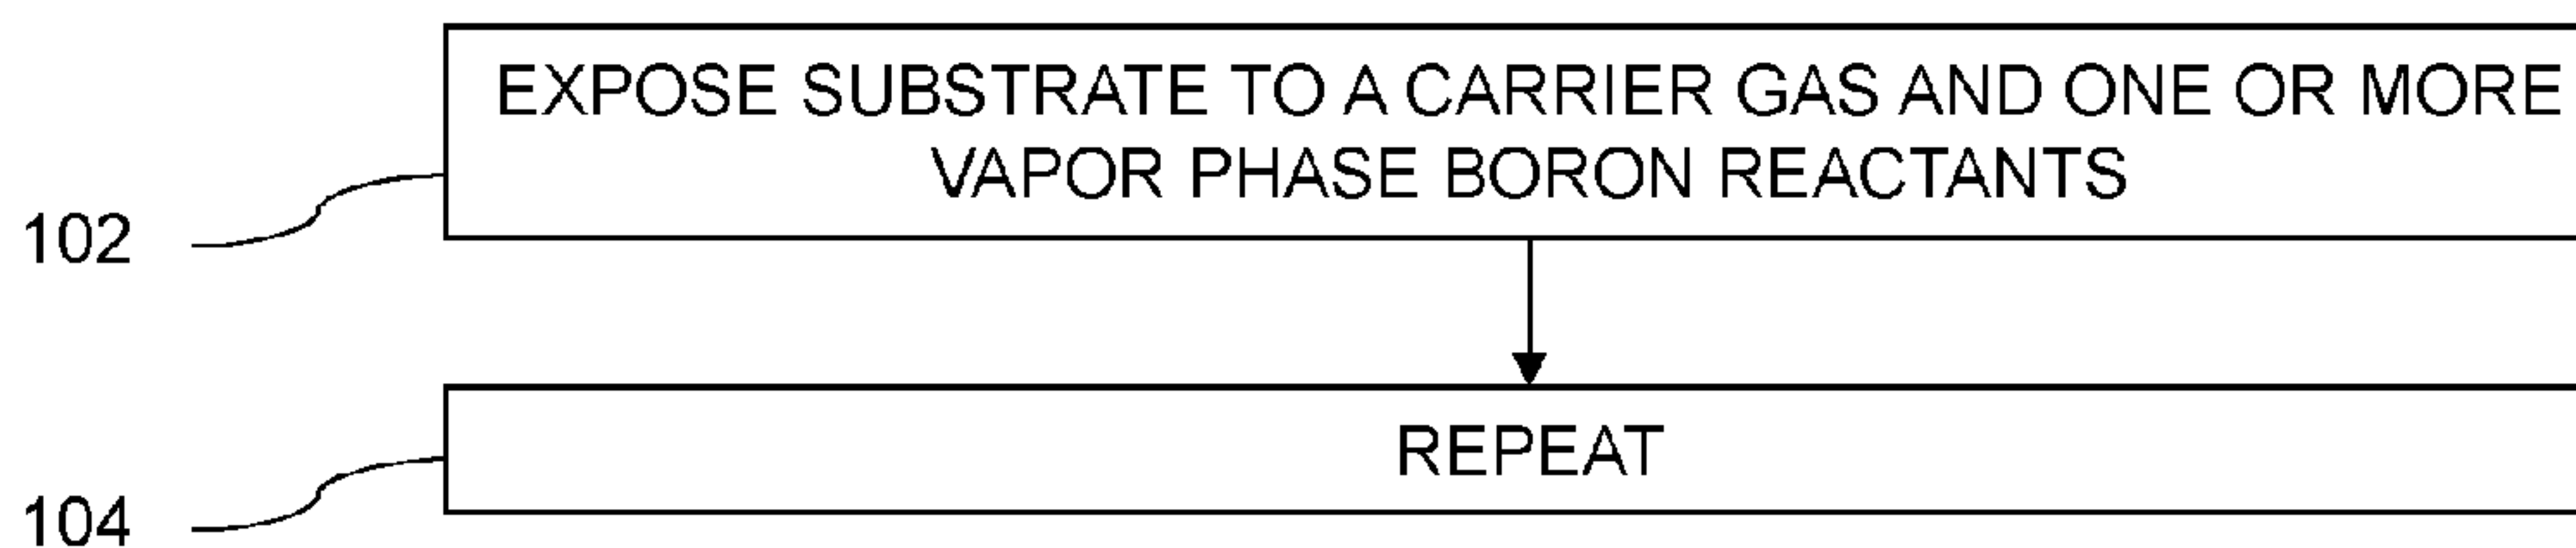 EXPOSE SUBSTRATE TO A CARRIER GAS AND ONE OR MORE
VAPOR PHASE BORON REACTANTS
102
REPEAT
104